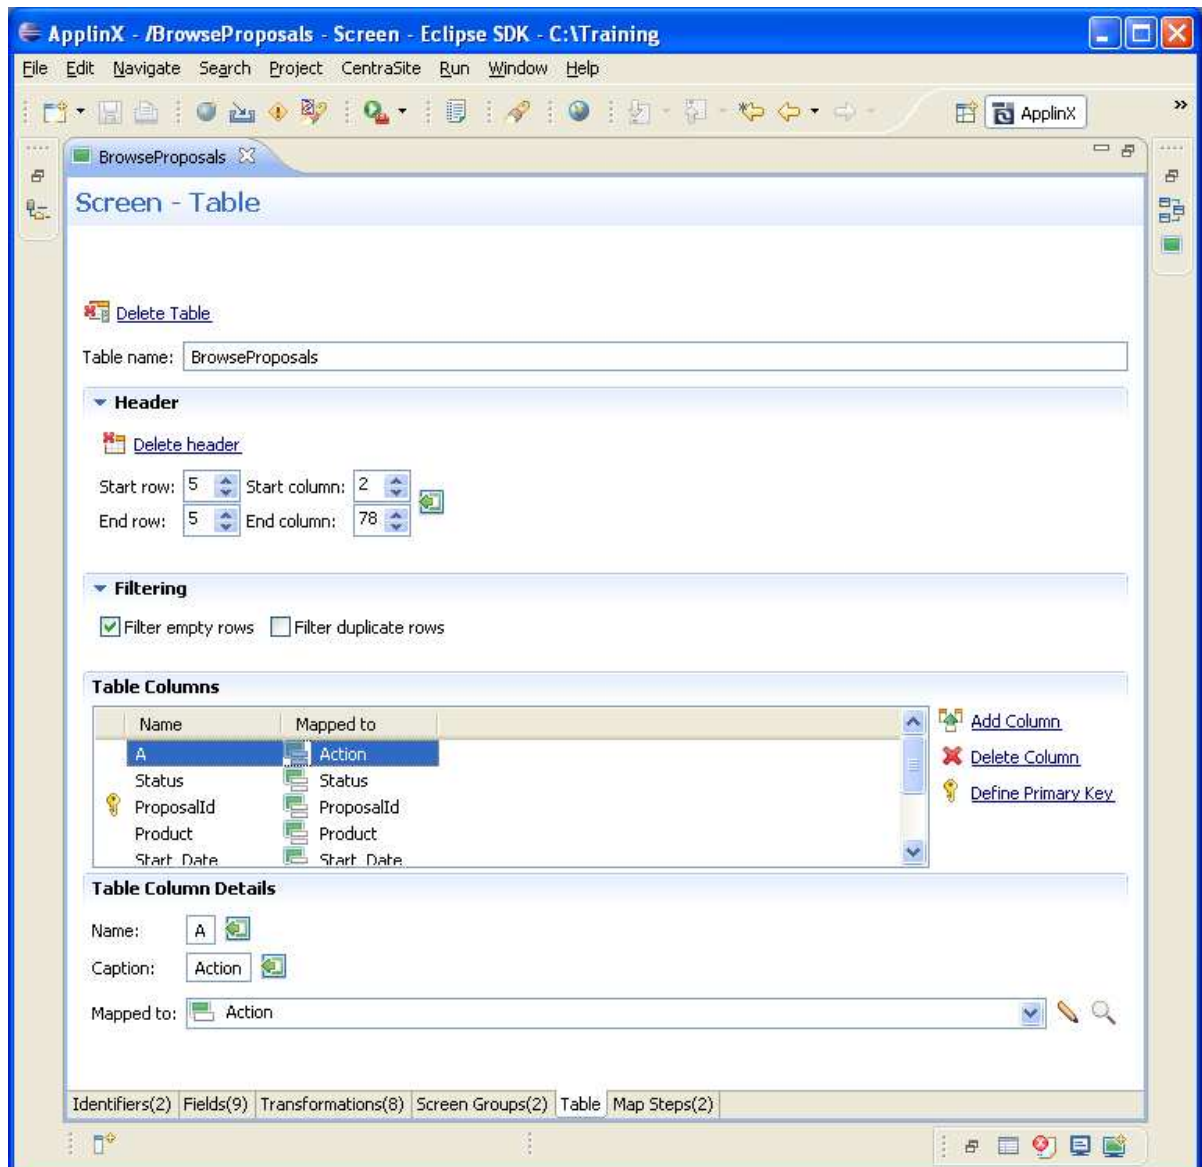 ApplinX - /BrowseProposals - Screen - Eclipse SDK - C:\Training
File Edit Navigate Search Project CentraSite Run Window Help
ApplinX »
BrowseProposals
Screen - Table
Delete Table
Table name: BrowseProposals
Header
Delete header
Start row: 5 Start column: 2
End row: 5 End column: 78
Filtering
Filter empty rows Filter duplicate rows
Table Columns
Name Mapped to Add Column
A Action
Status Status Delete Column
ProposalId ProposalId Define Primary Key
Product Product
Start_Date Start_Date
Table Column Details
Name: A
Caption: Action
Mapped to: Action
Identifiers(2) Fields(9) Transformations(8) Screen Groups(2) Table Map Steps(2)